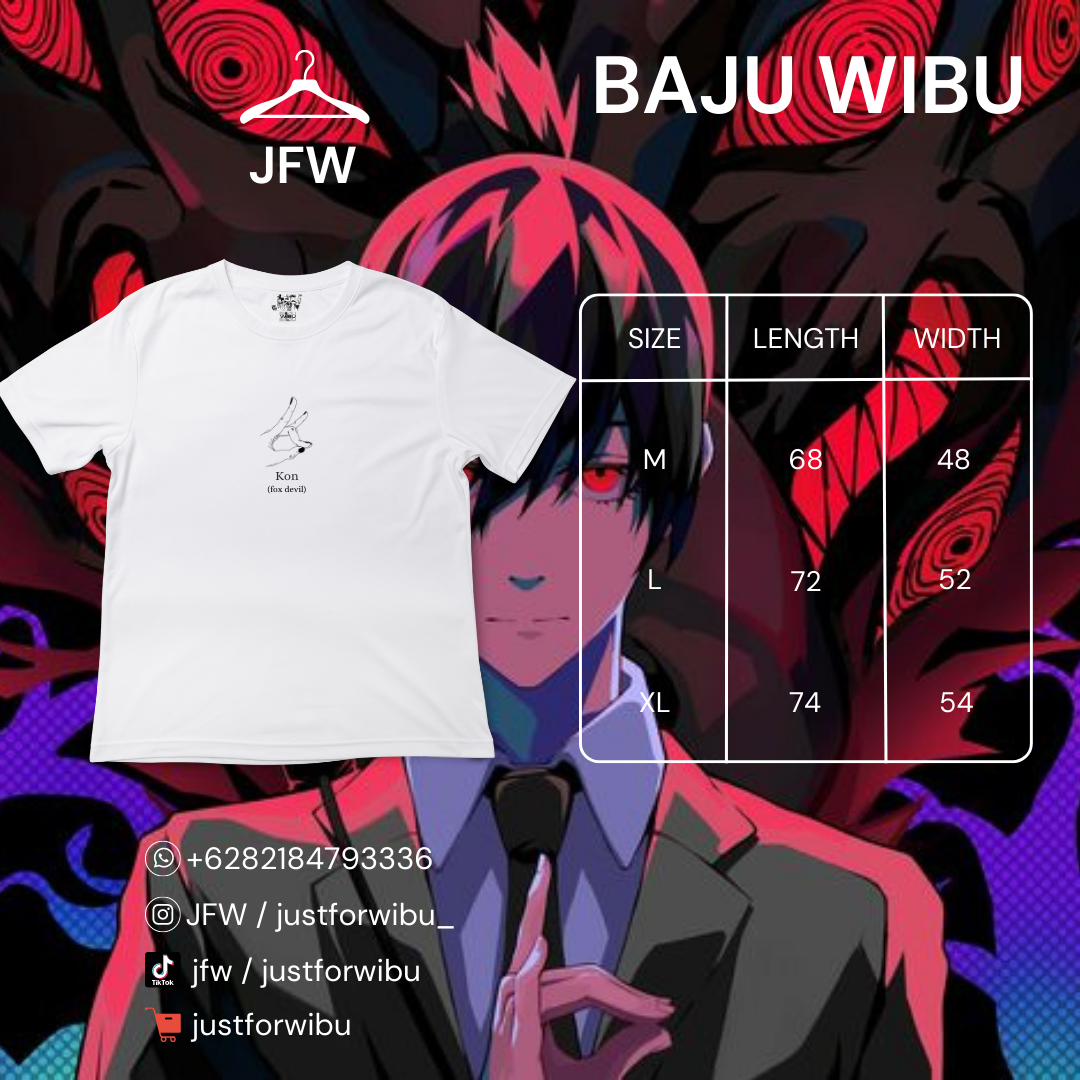 JFW
BAJU WIBU
Kon
(fox devil)
SIZE LENGTH WIDTH
M 68 48
L 72 52
XL 74 54
+6282184793336
JFW / justforwibu_
TikTok
jfw / justforwibu
justforwibu